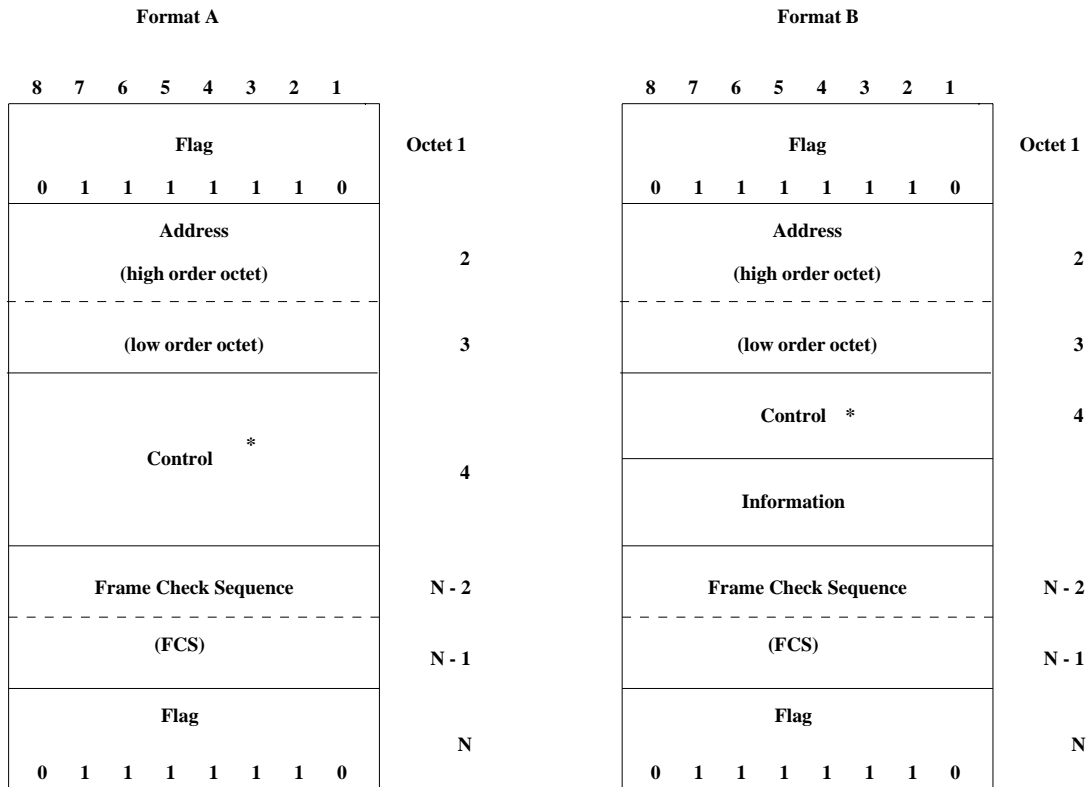 Format A
8 7 6 5 4 3 2 1
Flag
Octet 1
0 1 1 1 1 1 1 0
Address
(high order octet)
2
(low order octet)
3
Control *
4
Frame Check Sequence
N - 2
(FCS)
N - 1
Flag
N
0 1 1 1 1 1 1 0
Format B
8 7 6 5 4 3 2 1
Flag
Octet 1
0 1 1 1 1 1 1 0
Address
(high order octet)
2
(low order octet)
3
Control *
4
Information
Frame Check Sequence
N - 2
(FCS)
N - 1
Flag
N
0 1 1 1 1 1 1 0